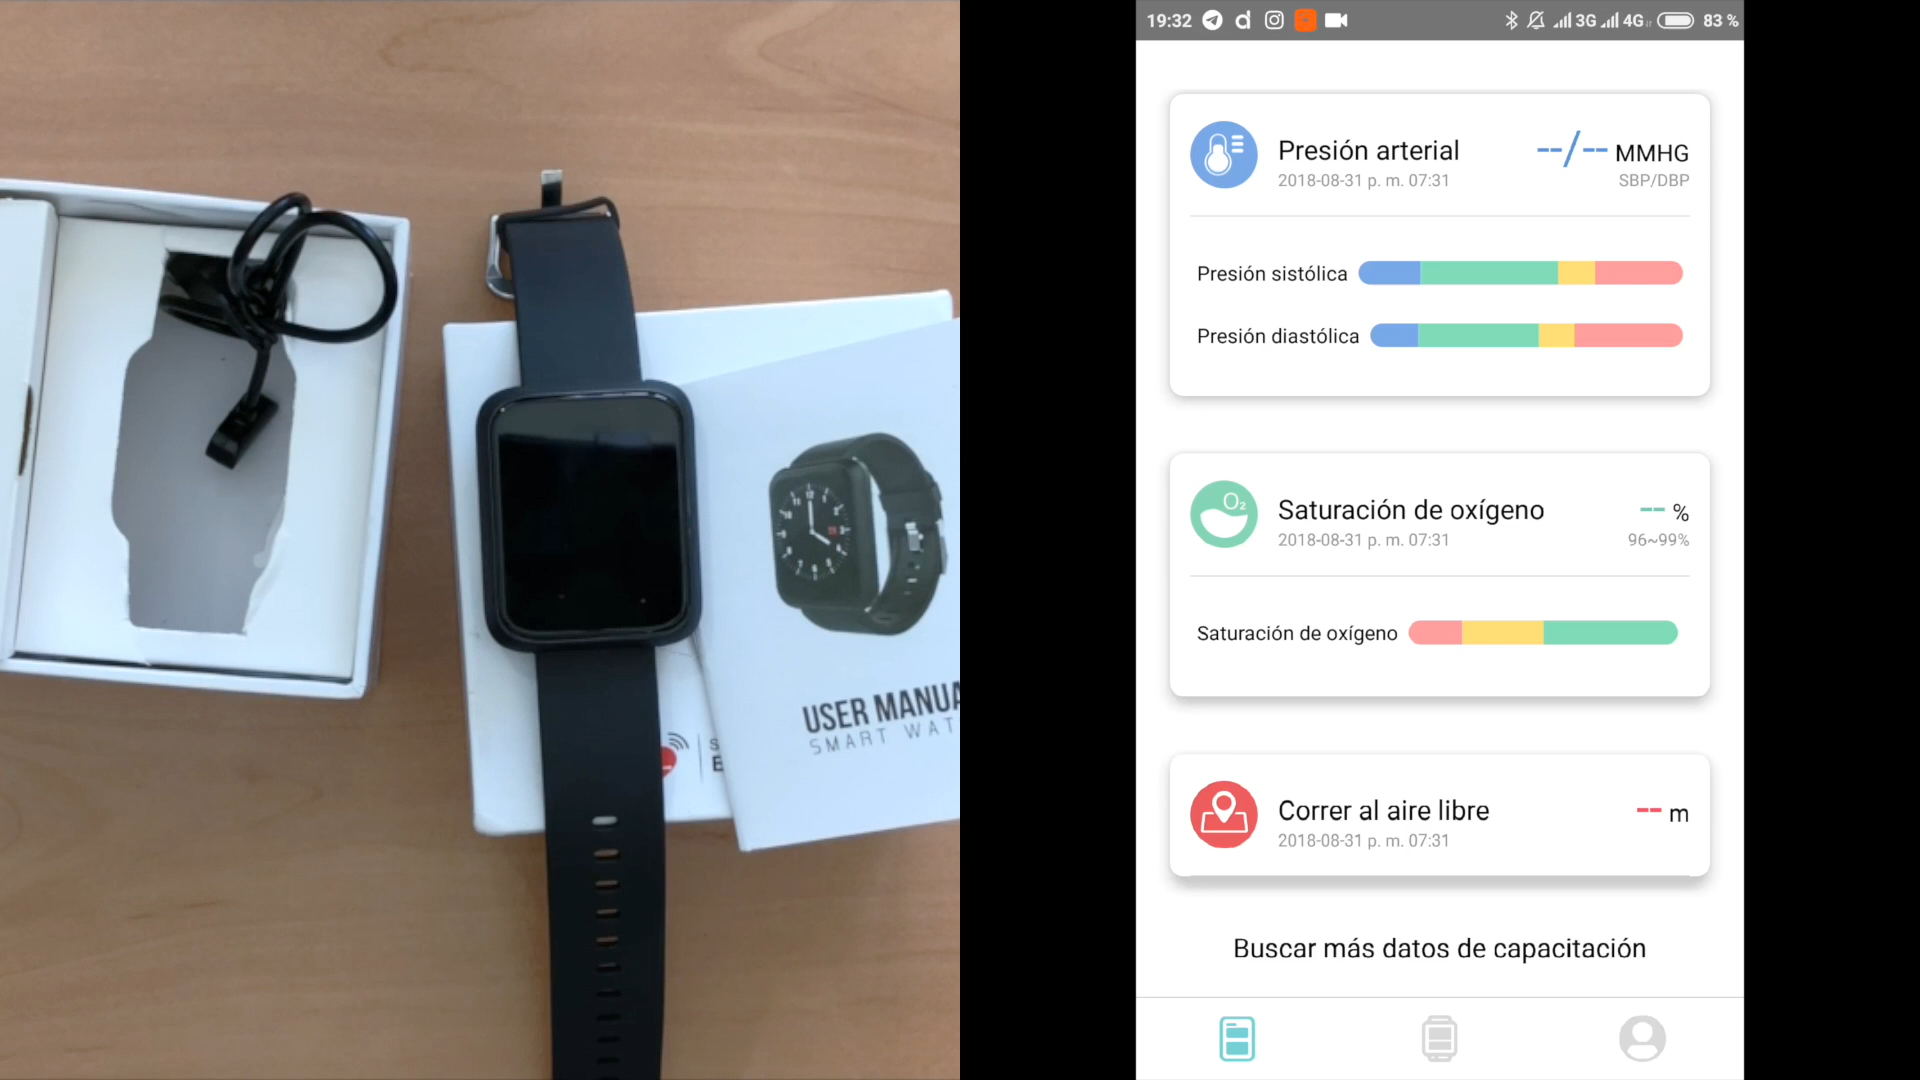 USER MANUA
SMART WAT
19:32
3G
4G
83 %
Presión arterial
--/-- MMHG
2018-08-31 p. m. 07:31
SBP/DBP
Presión sistólica
Presión diastólica
O₂
Saturación de oxígeno
-- %
2018-08-31 p. m. 07:31
96~99%
Saturación de oxígeno
Correr al aire libre
-- m
2018-08-31 p. m. 07:31
Buscar más datos de capacitación